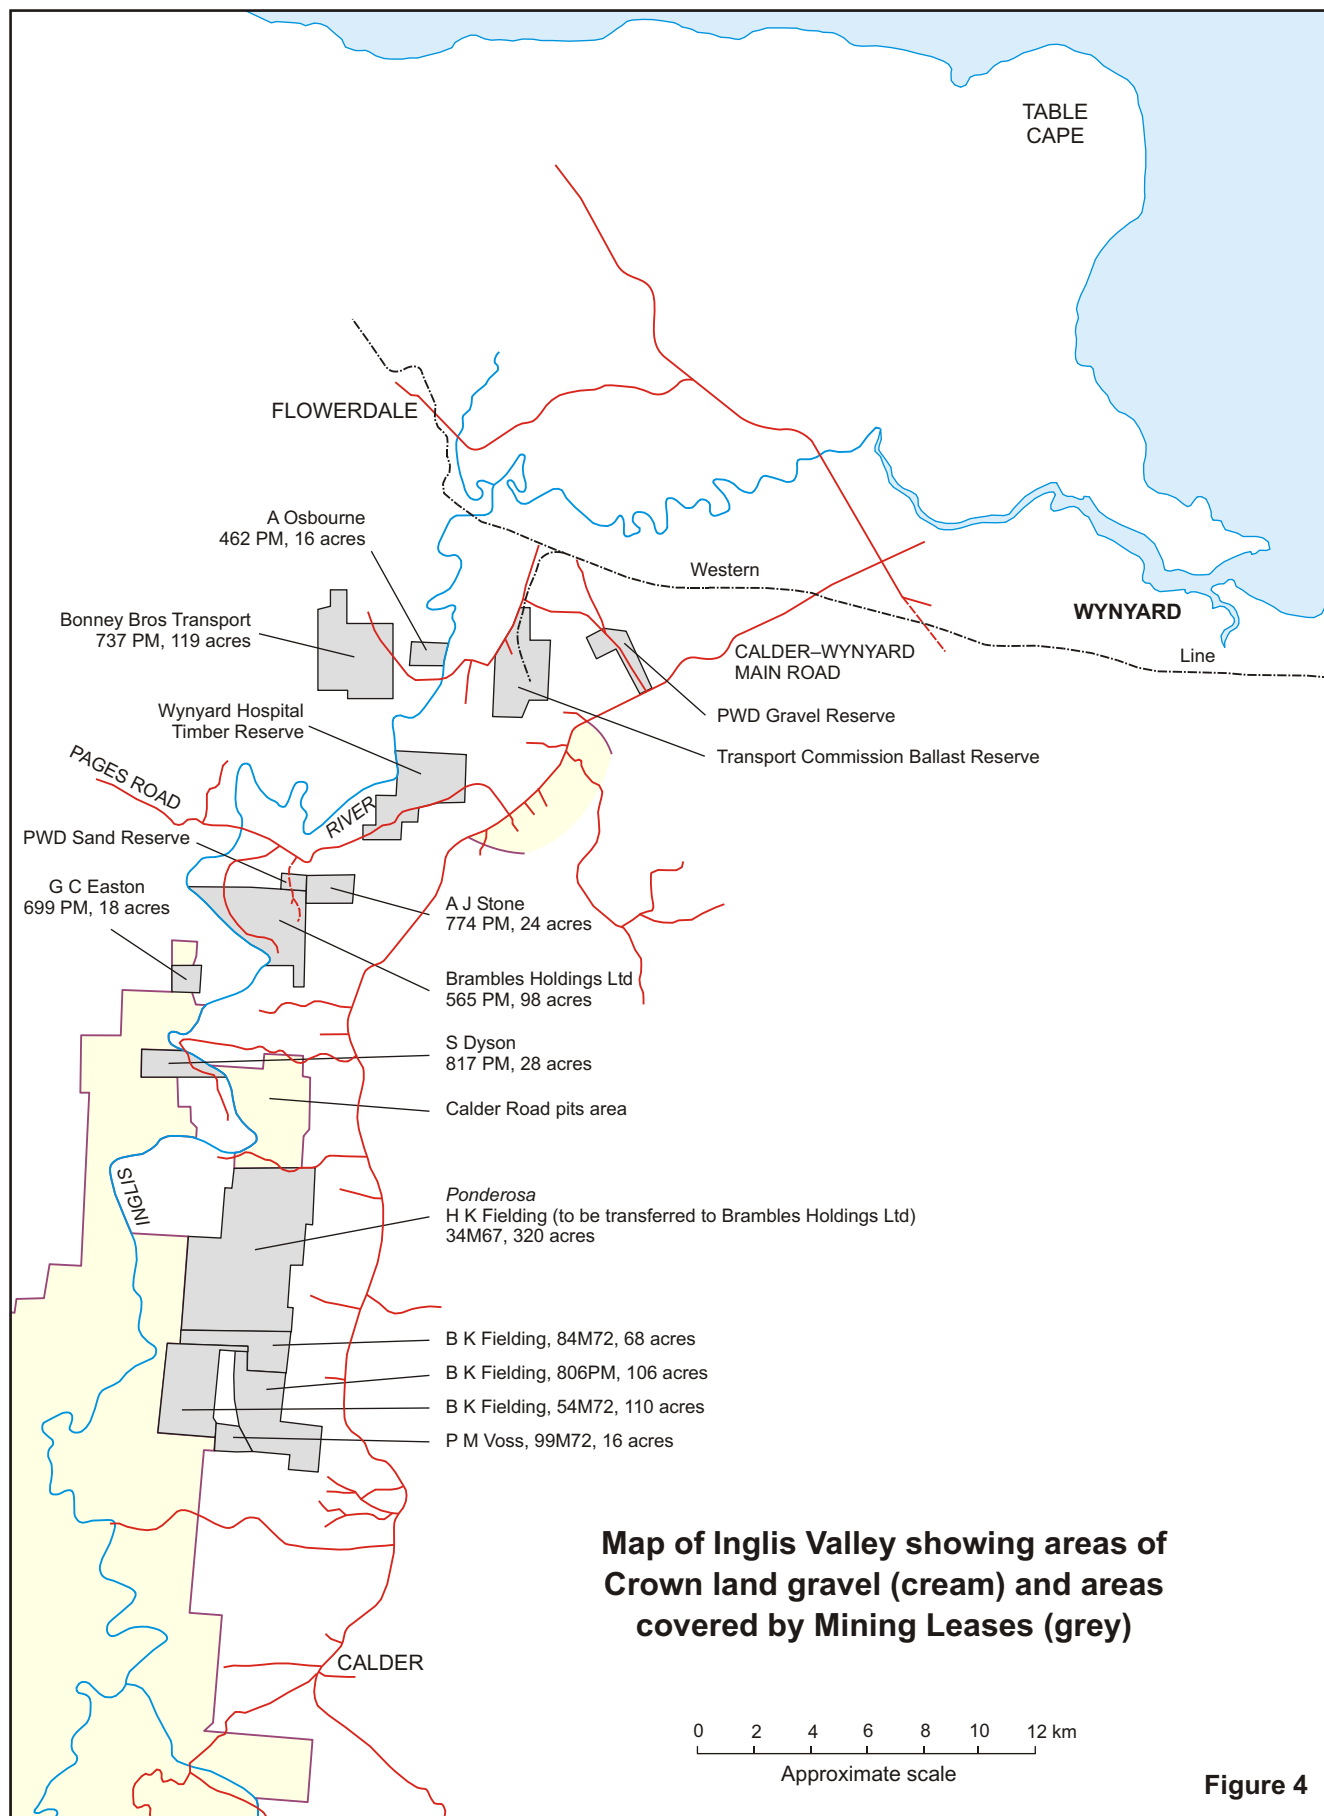 TABLE
CAPE
FLOWERDALE
A Osbourne
462 PM, 16 acres
Western
Bonney Bros Transport
737 PM, 119 acres
WYNYARD
CALDER–WYNYARD
MAIN ROAD
Line
Wynyard Hospital
Timber Reserve
PWD Gravel Reserve
Transport Commission Ballast Reserve
PAGES ROAD
RIVER
PWD Sand Reserve
G C Easton
699 PM, 18 acres
A J Stone
774 PM, 24 acres
Brambles Holdings Ltd
565 PM, 98 acres
S Dyson
817 PM, 28 acres
Calder Road pits area
INGLIS
Ponderosa
H K Fielding (to be transferred to Brambles Holdings Ltd)
34M67, 320 acres
B K Fielding, 84M72, 68 acres
B K Fielding, 806PM, 106 acres
B K Fielding, 54M72, 110 acres
P M Voss, 99M72, 16 acres
Map of Inglis Valley showing areas of
Crown land gravel (cream) and areas
covered by Mining Leases (grey)
CALDER
0 2 4 6 8 10 12 km
Approximate scale
Figure 4